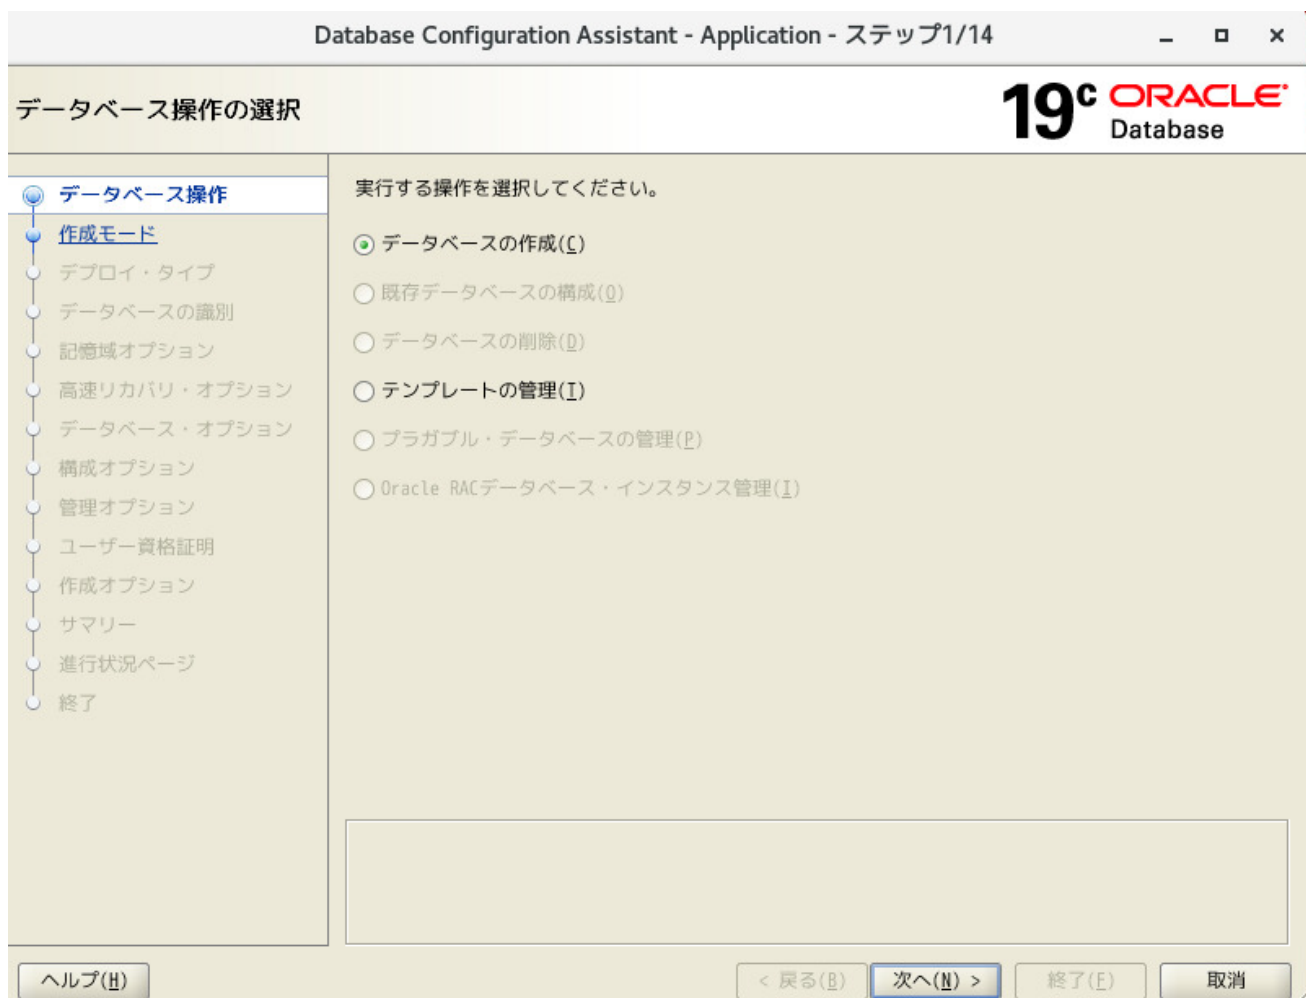 Database Configuration Assistant - Application - ステップ1/14
データベース操作の選択
19c ORACLE
Database
データベース操作
作成モード
デプロイ・タイプ
データベースの識別
記憶域オプション
高速リカバリ・オプション
データベース・オプション
構成オプション
管理オプション
ユーザー資格証明
作成オプション
サマリー
進行状況ページ
終了
実行する操作を選択してください。
データベースの作成(C)
既存データベースの構成(O)
データベースの削除(D)
テンプレートの管理(T)
プラガブル・データベースの管理(P)
Oracle RACデータベース・インスタンス管理(I)
ヘルプ(H)
< 戻る(B)
次へ(N) >
終了(F)
取消